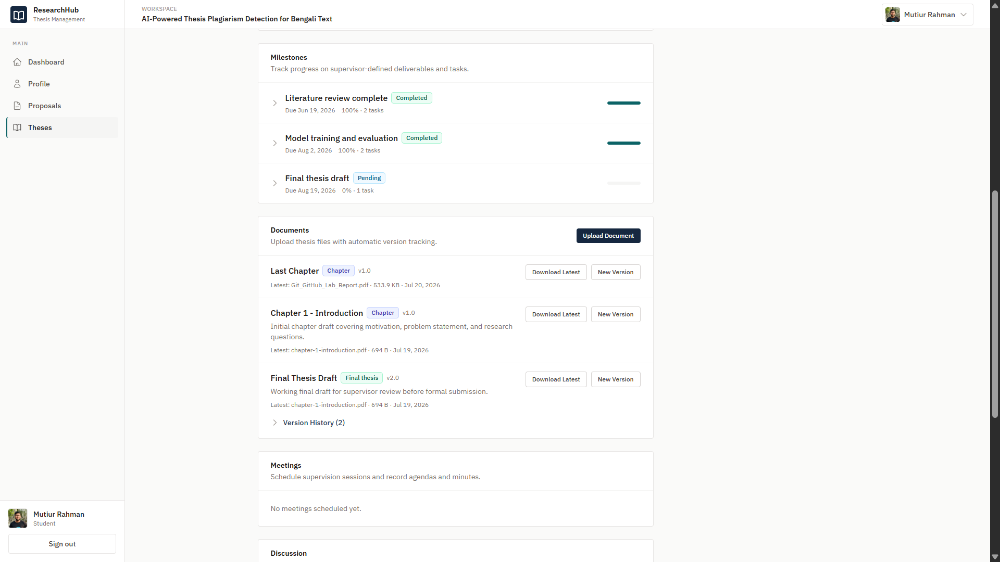 ResearchHub
Thesis Management
MAIN
Dashboard
Profile
Proposals
Theses
Mutiur Rahman
Student
Sign out
WORKSPACE
AI-Powered Thesis Plagiarism Detection for Bengali Text
Mutiur Rahman
Milestones
Track progress on supervisor-defined deliverables and tasks.
Literature review complete Completed
Due Jun 19, 2026 100% · 2 tasks
Model training and evaluation Completed
Due Aug 2, 2026 100% · 2 tasks
Final thesis draft Pending
Due Aug 19, 2026 0% · 1 task
Documents
Upload thesis files with automatic version tracking.
Upload Document
Last Chapter Chapter v1.0
Latest: Git_GitHub_Lab_Report.pdf · 533.9 KB · Jul 20, 2026
Download Latest New Version
Chapter 1 - Introduction Chapter v1.0
Initial chapter draft covering motivation, problem statement, and research
questions.
Latest: chapter-1-introduction.pdf · 694 B · Jul 19, 2026
Download Latest New Version
Final Thesis Draft Final thesis v2.0
Working final draft for supervisor review before formal submission.
Latest: chapter-1-introduction.pdf · 694 B · Jul 19, 2026
Download Latest New Version
Version History (2)
Meetings
Schedule supervision sessions and record agendas and minutes.
No meetings scheduled yet.
Discussion